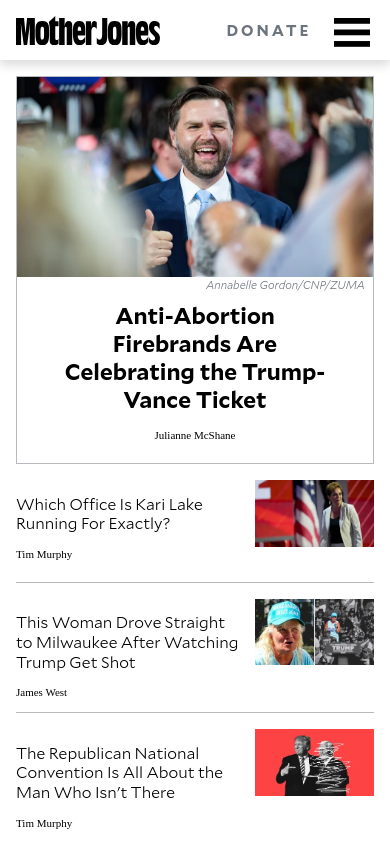 Mother Jones
DONATE
Annabelle Gordon/CNP/ZUMA
Anti-Abortion
Firebrands Are
Celebrating the Trump-
Vance Ticket
Julianne McShane
Which Office Is Kari Lake
Running For Exactly?
Tim Murphy
This Woman Drove Straight
to Milwaukee After Watching
Trump Get Shot
James West
TRUMP
The Republican National
Convention Is All About the
Man Who Isn't There
Tim Murphy